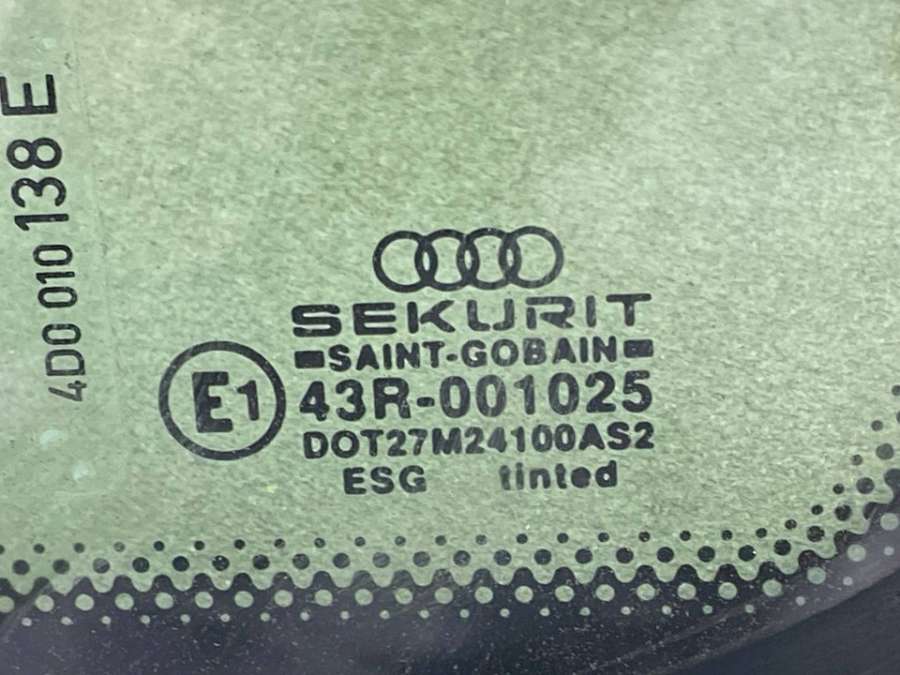 4D0 010 138 E
SEKURIT
SAINT-GOBAIN
E1
43R-001025
DOT27M24100AS2
ESG tinted